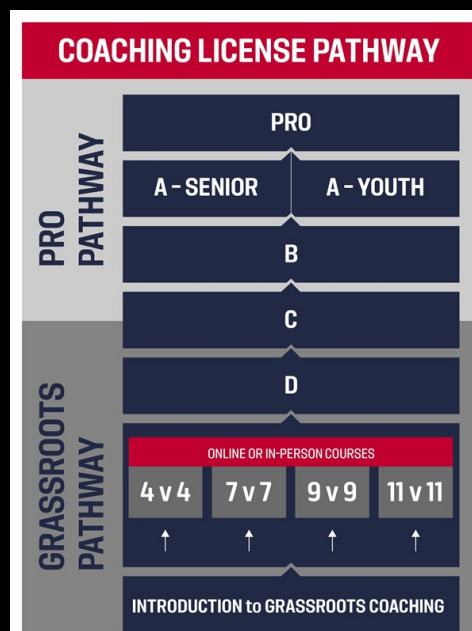 COACHING LICENSE PATHWAY
PRO
PATHWAY
PRO
A – SENIOR
A – YOUTH
B
C
GRASSROOTS
PATHWAY
D
ONLINE OR IN-PERSON COURSES
4 v 4
7 v 7
9 v 9
11 v 11
INTRODUCTION to GRASSROOTS COACHING